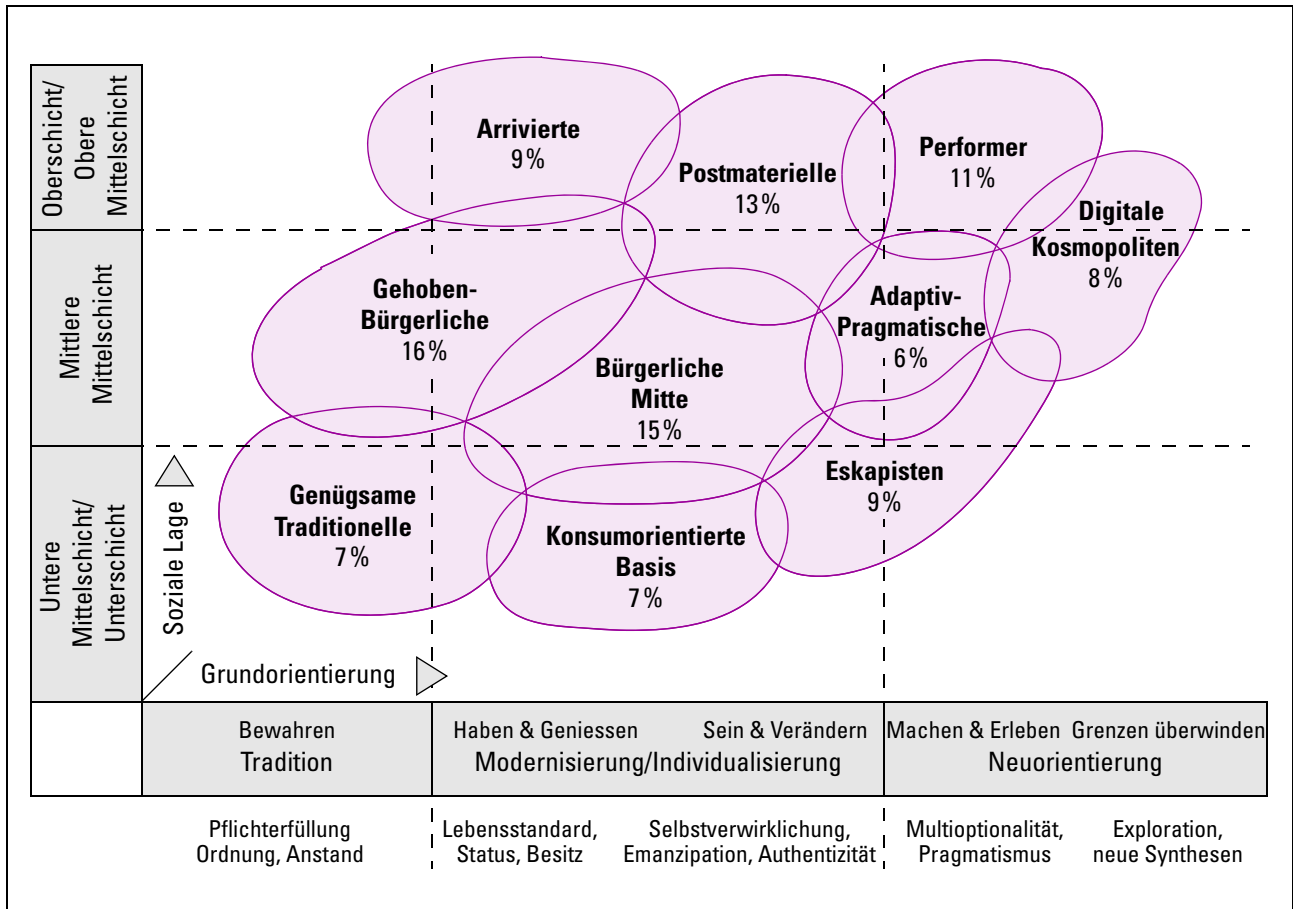 Oberschicht/
Obere
Mittelschicht
Mittlere
Mittelschicht
Untere
Mittelschicht/
Unterschicht
Soziale Lage
Arrivierte
9 %
Postmaterielle
13 %
Performer
11 %
Digitale
Kosmopoliten
8 %
Gehoben-
Bürgerliche
16 %
Adaptiv-
Pragmatische
6 %
Bürgerliche
Mitte
15 %
Genügsame
Traditionelle
7 %
Konsumorientierte
Basis
7 %
Eskapisten
9 %
Grundorientierung
Bewahren
Tradition
Haben & Geniessen Sein & Verändern
Modernisierung/Individualisierung
Machen & Erleben Grenzen überwinden
Neuorientierung
Pflichterfüllung
Ordnung, Anstand
Lebensstandard,
Status, Besitz
Selbstverwirklichung,
Emanzipation, Authentizität
Multioptionalität,
Pragmatismus
Exploration,
neue Synthesen